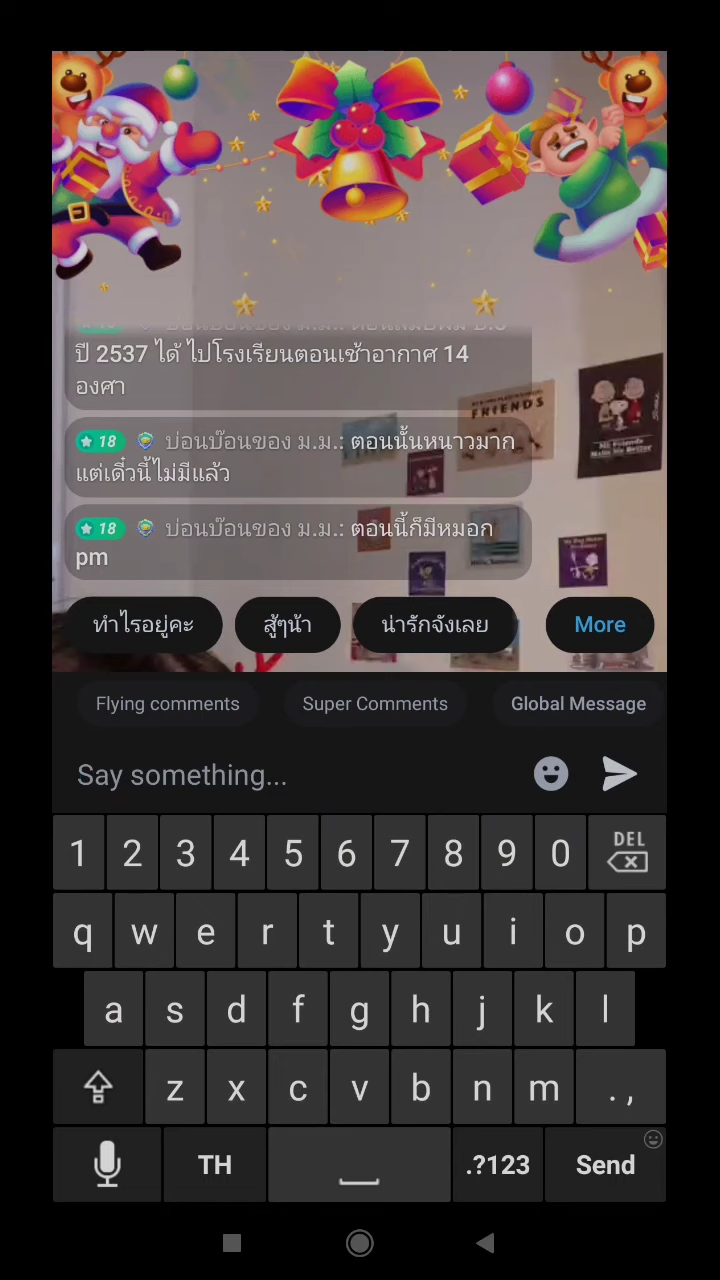 ปี 2537 ได้ ไปโรงเรียนตอนเช้าอากาศ 14
องศา
18 บ่อนบ๊อนของ ม.ม.: ตอนนั้นหนาวมาก
แต่เดี๋วนี้ไม่มีแล้ว
18 บ่อนบ๊อนของ ม.ม.: ตอนนี้ก็มีหมอก
pm
FRIENDS
ทำไรอยู่คะ
สู้ๆน้า
น่ารักจังเลย
More
Flying comments
Super Comments
Global Message
Say something...
1 2 3 4 5 6 7 8 9 0 DEL
q w e r t y u i o p
a s d f g h j k l
z x c v b n m . ,
TH .?123 Send